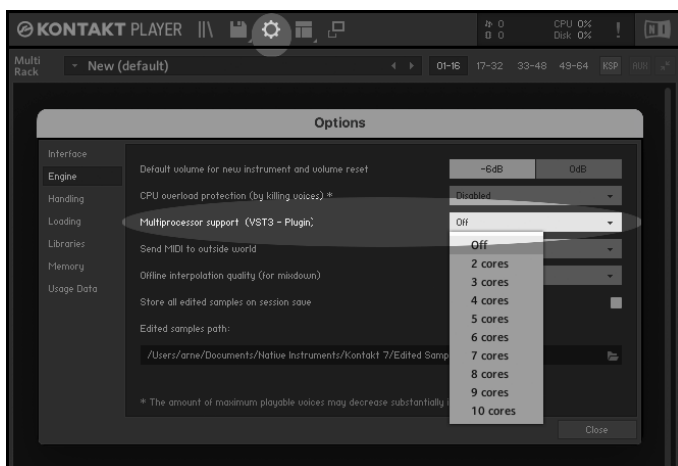 KONTAKT PLAYER
0 CPU 0%
0 0 Disk 0% !
Multi Rack New (default) 01-16 17-32 33-48 49-64 KSP AUX
Options
Interface
Engine
Handling
Loading
Libraries
Memory
Usage Data
Default volume for new instrument and volume reset -6dB 0dB
CPU overload protection (by killing voices) * Disabled
Multiprocessor support (VST3 - Plugin) Off
Send MIDI to outside world
Offline interpolation quality (for mixdown)
Store all edited samples on session save
Edited samples path:
/Users/arne/Documents/Native Instruments/Kontakt 7/Edited Samp
* The amount of maximum playable voices may decrease substantially
Off
2 cores
3 cores
4 cores
5 cores
6 cores
7 cores
8 cores
9 cores
10 cores
Close